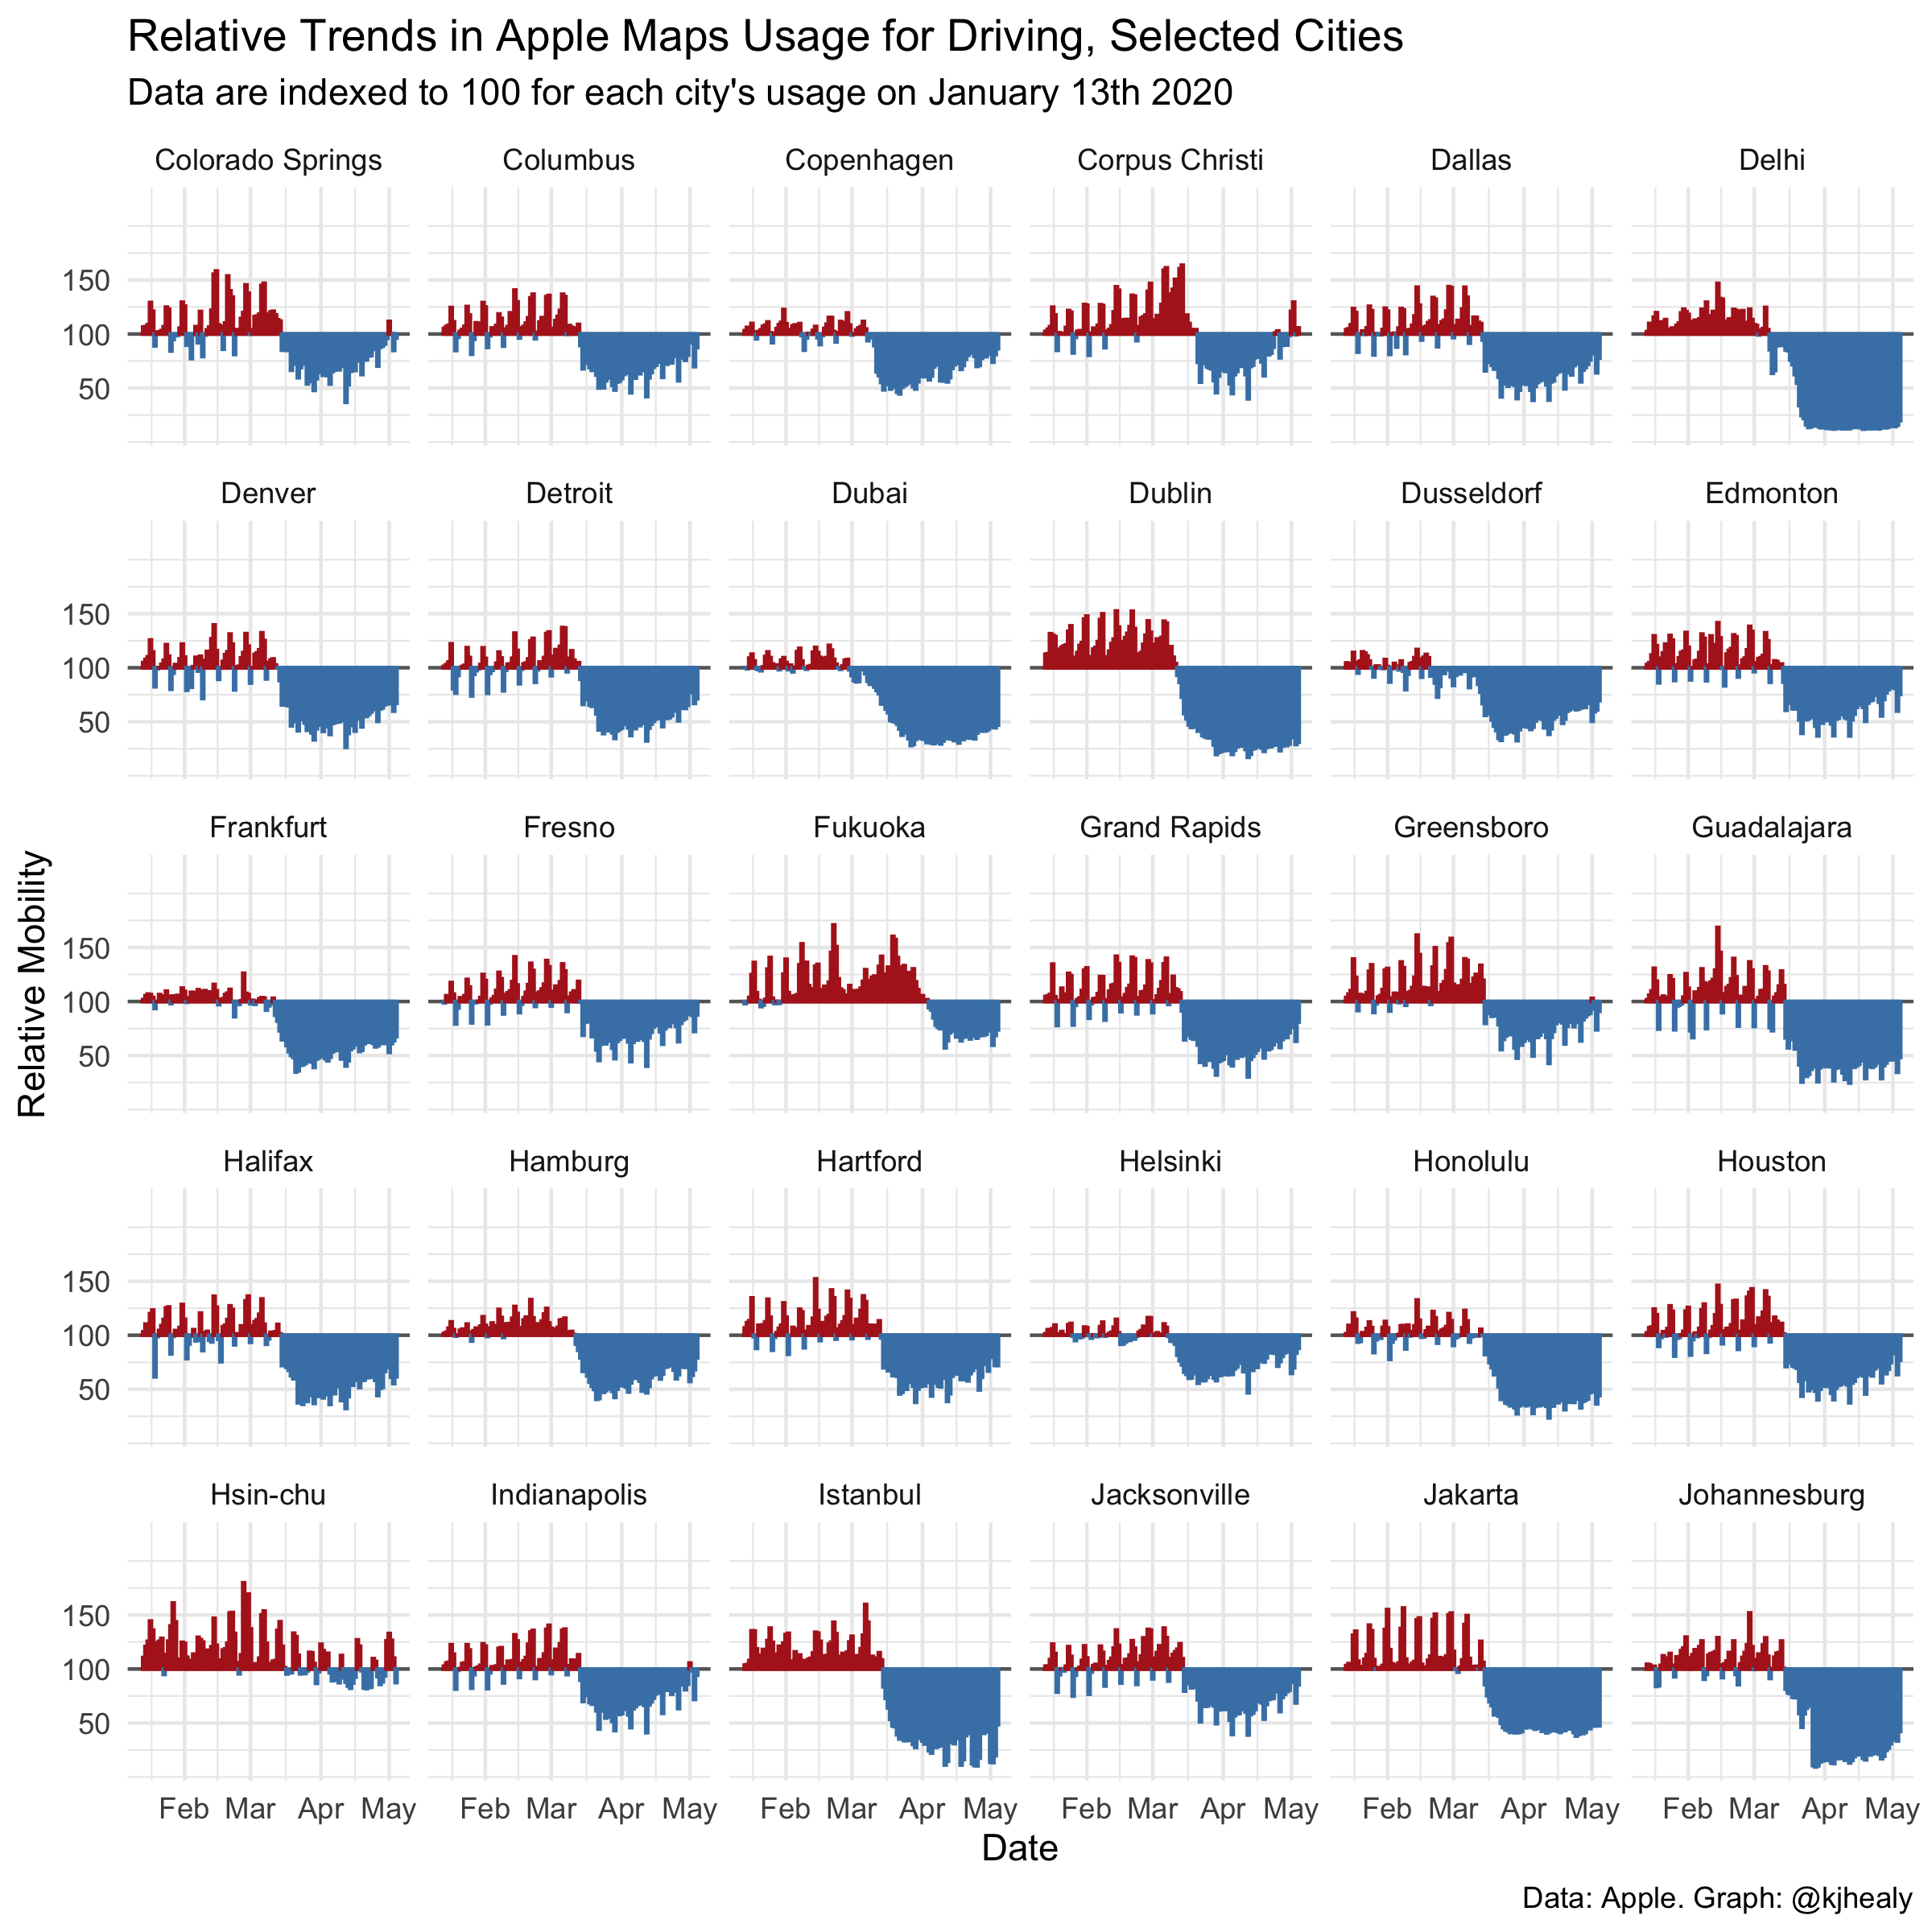 Relative Trends in Apple Maps Usage for Driving, Selected Cities
Data are indexed to 100 for each city's usage on January 13th 2020
Colorado Springs Columbus Copenhagen Corpus Christi Dallas Delhi
150
100
50
Denver Detroit Dubai Dublin Dusseldorf Edmonton
150
100
50
Frankfurt Fresno Fukuoka Grand Rapids Greensboro Guadalajara
150
100
50
Relative Mobility
Halifax Hamburg Hartford Helsinki Honolulu Houston
150
100
50
Hsin-chu Indianapolis Istanbul Jacksonville Jakarta Johannesburg
150
100
50
Feb Mar Apr May Feb Mar Apr May Feb Mar Apr May Feb Mar Apr May Feb Mar Apr May Feb Mar Apr May
Date
Data: Apple. Graph: @kjhealy